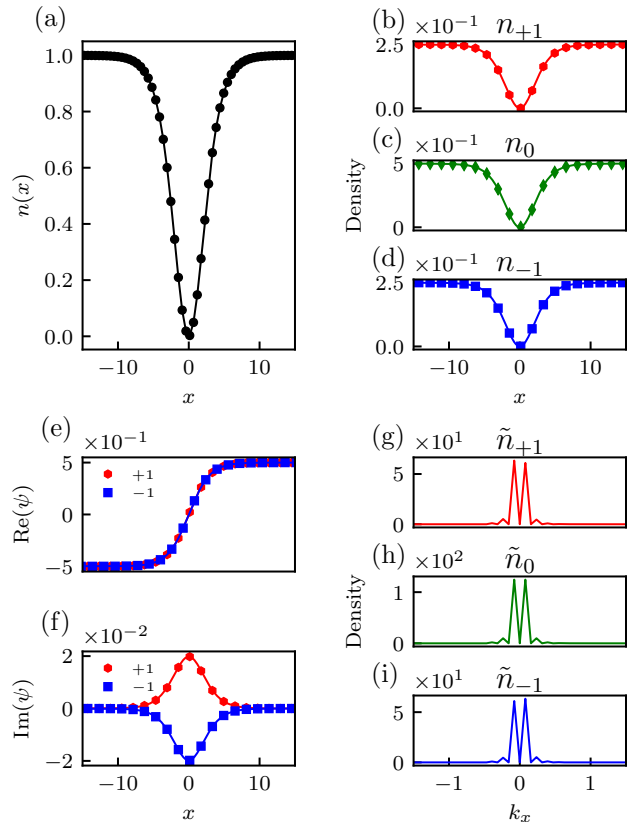 (a)
1.0
0.8
0.6
0.4
0.2
0.0
n(x)
−10 0 10
x
(b)
×10⁻¹ n₊₁
2.5
0.0
(c)
×10⁻¹ n₀
5
0
Density
(d)
×10⁻¹ n₋₁
2.5
0.0
−10 0 10
x
(e)
×10⁻¹
5
0
−5
Re(ψ)
+1
−1
(f)
×10⁻²
2
0
−2
Im(ψ)
+1
−1
−10 0 10
x
(g)
×10¹ ñ₊₁
5
0
(h)
×10² ñ₀
1
0
Density
(i)
×10¹ ñ₋₁
5
0
−1 0 1
kₓ